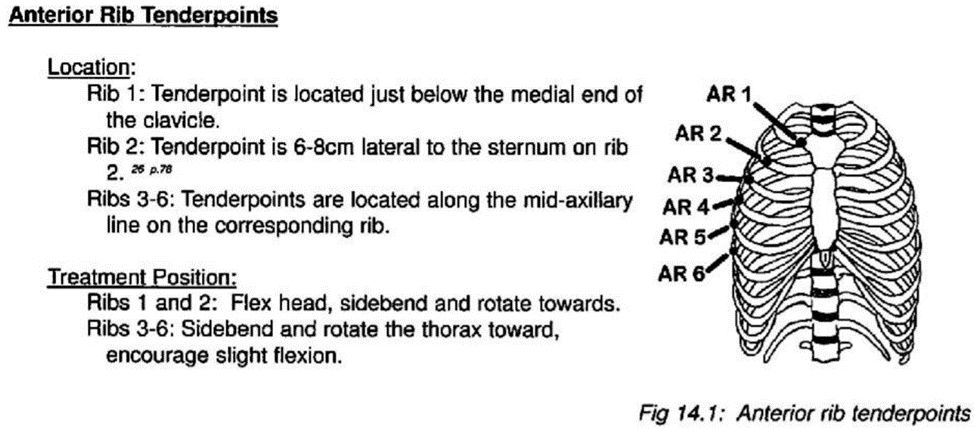 Anterior Rib Tenderpoints
Location:
Rib 1: Tenderpoint is located just below the medial end of
the clavicle.
Rib 2: Tenderpoint is 6-8cm lateral to the sternum on rib
2. 26 p.78
Ribs 3-6: Tenderpoints are located along the mid-axillary
line on the corresponding rib.
Treatment Position:
Ribs 1 and 2: Flex head, sidebend and rotate towards.
Ribs 3-6: Sidebend and rotate the thorax toward,
encourage slight flexion.
AR 1
AR 2
AR 3
AR 4
AR 5
AR 6
Fig 14.1: Anterior rib tenderpoints